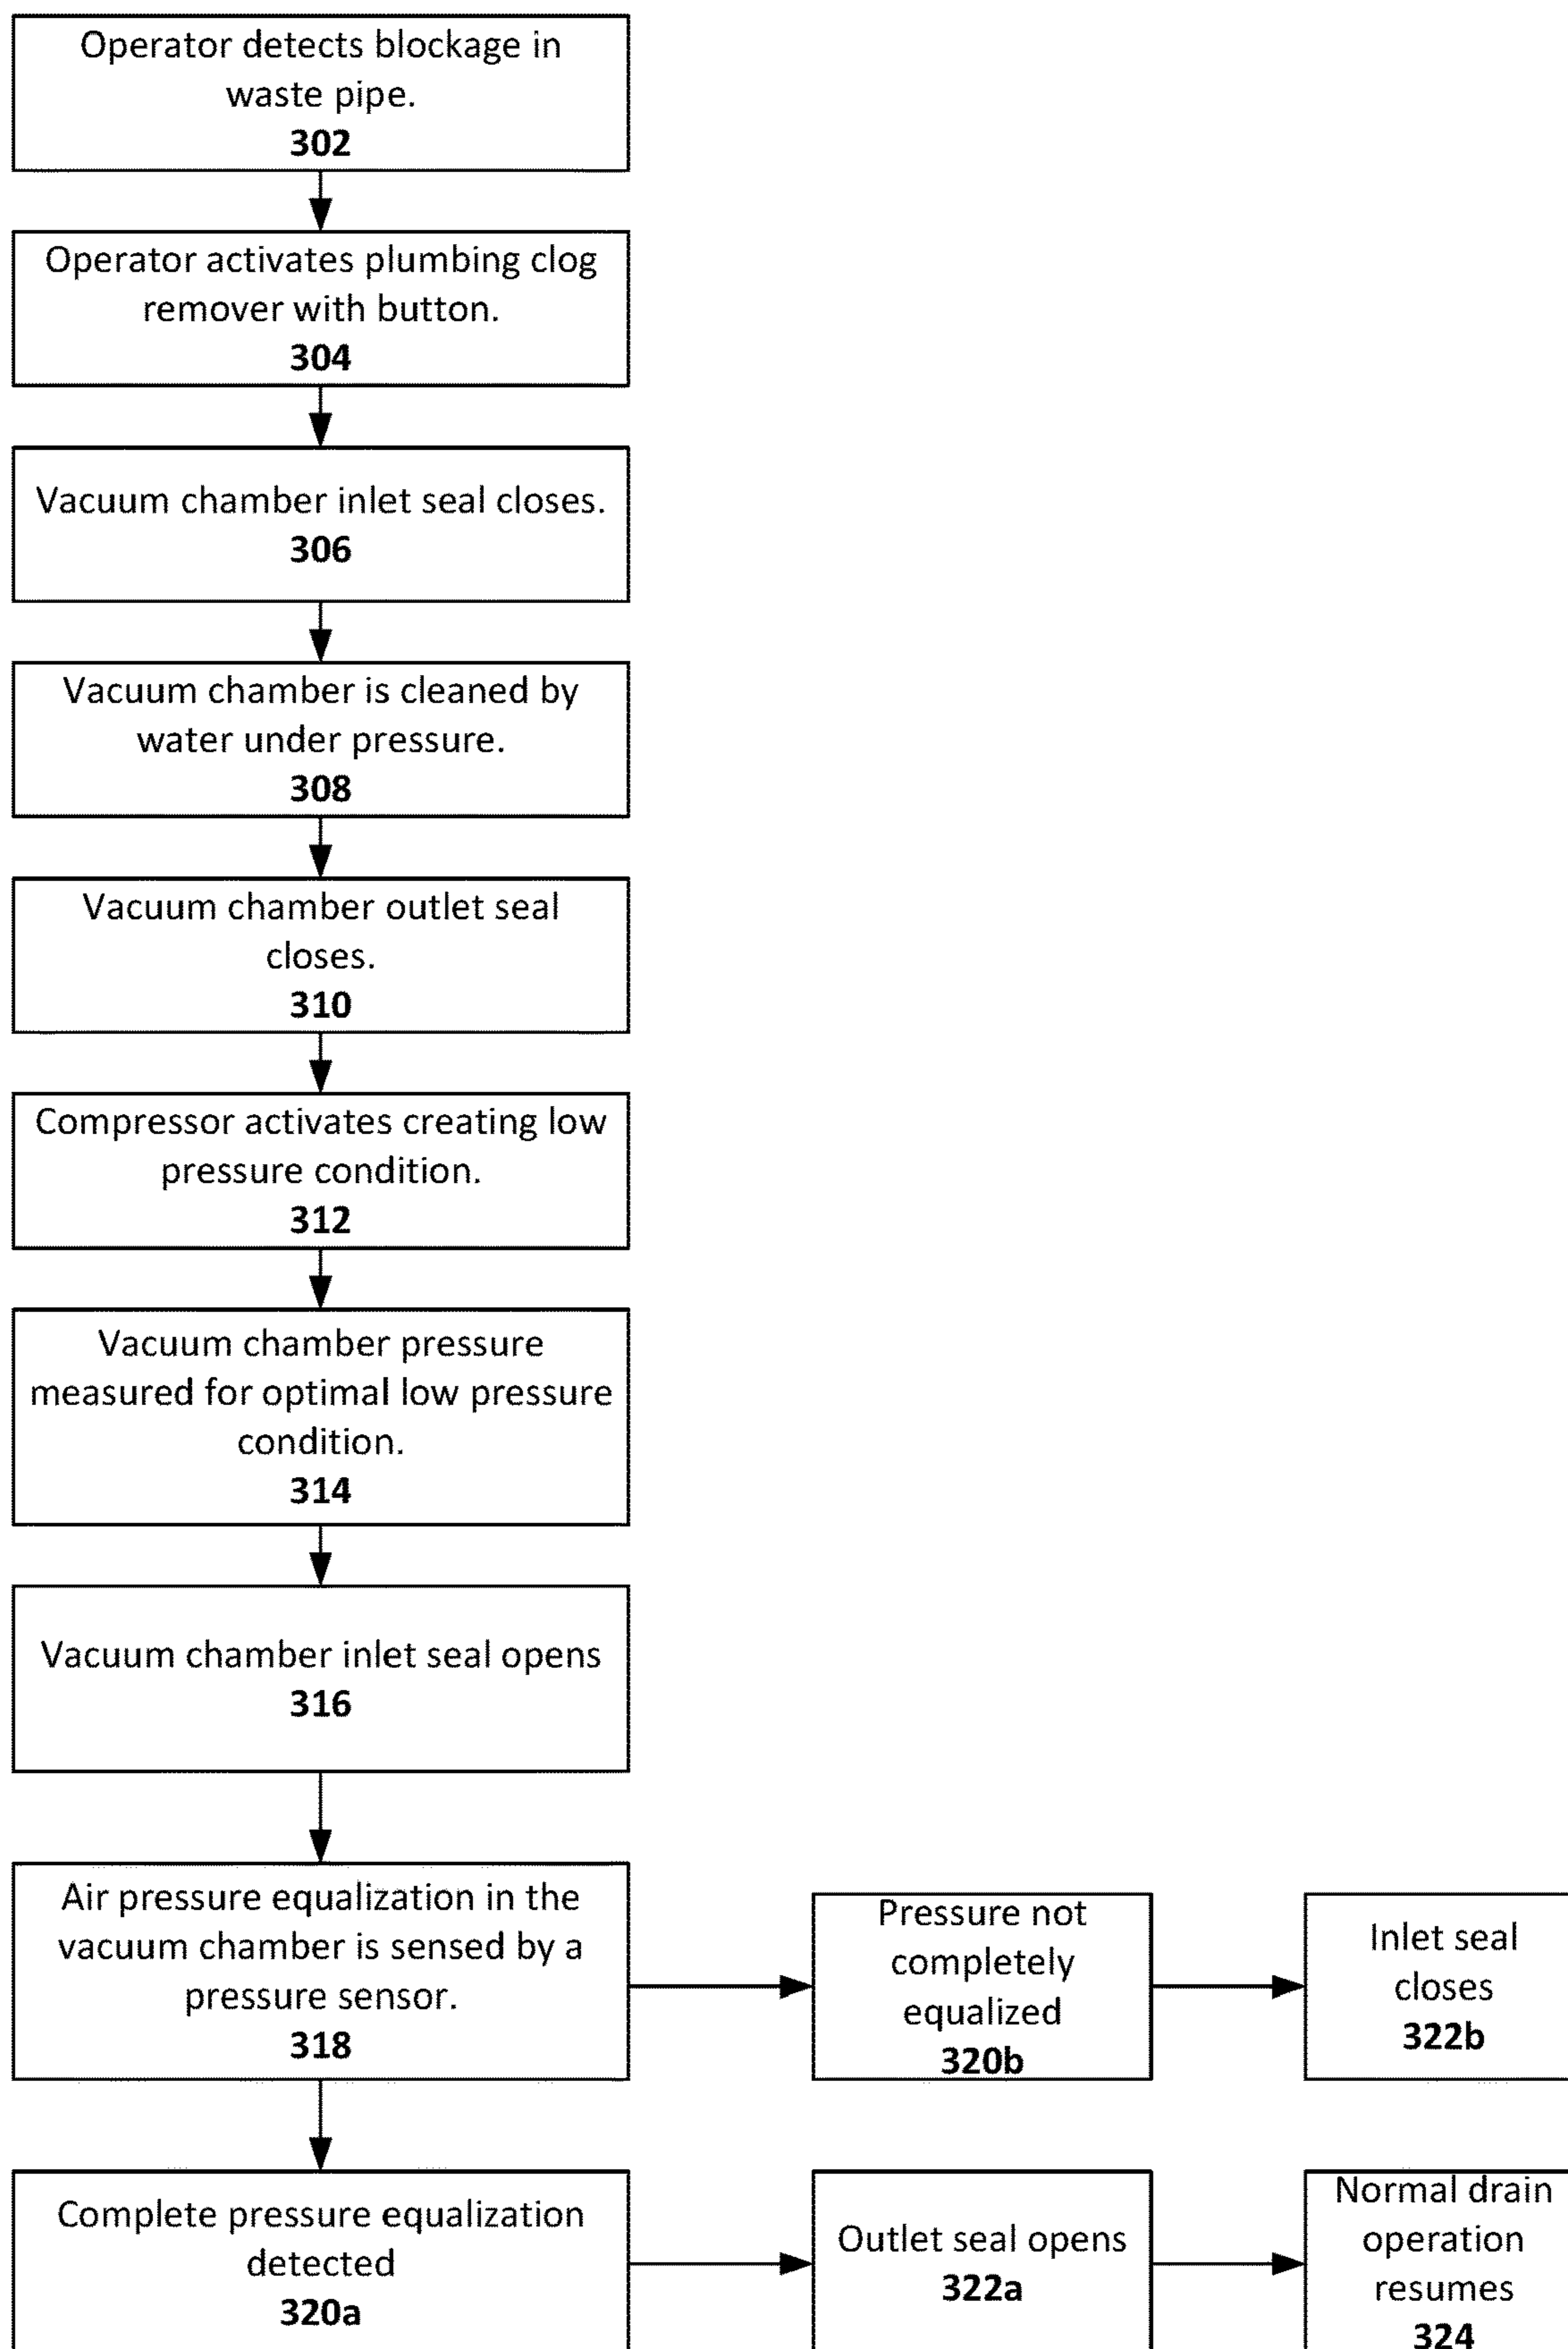 Operator detects blockage in
waste pipe.
302
Operator activates plumbing clog
remover with button.
304
Vacuum chamber inlet seal closes.
306
Vacuum chamber is cleaned by
water under pressure.
308
Vacuum chamber outlet seal
closes.
310
Compressor activates creating low
pressure condition.
312
Vacuum chamber pressure
measured for optimal low pressure
condition.
314
Vacuum chamber inlet seal opens
316
Air pressure equalization in the
vacuum chamber is sensed by a
pressure sensor.
318
Pressure not
completely
equalized
320b
Inlet seal
closes
322b
Complete pressure equalization
detected
320a
Outlet seal opens
322a
Normal drain
operation
resumes
324